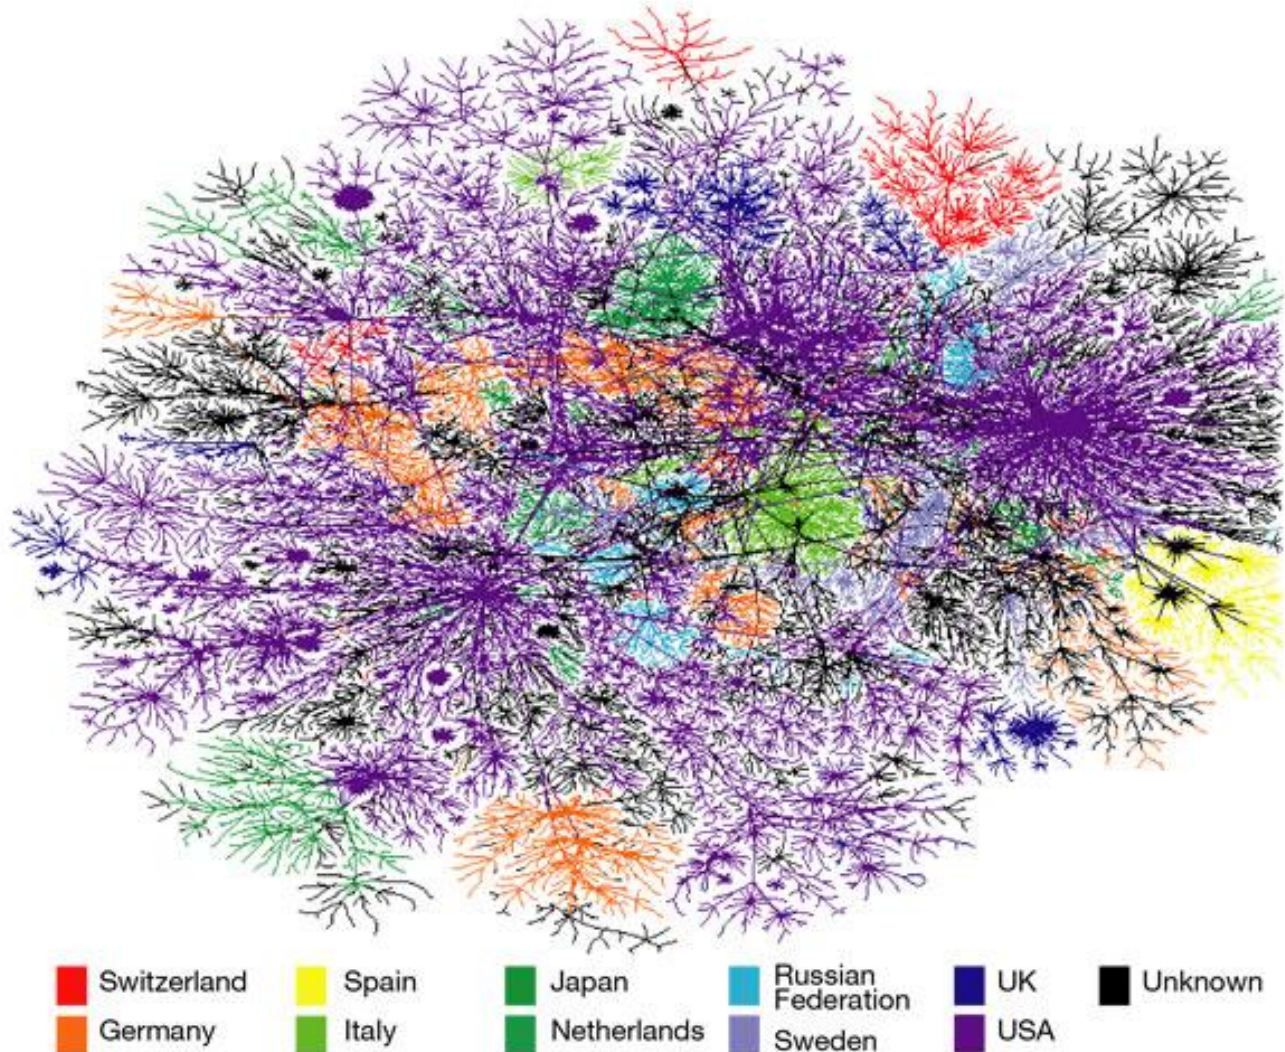 Switzerland
Spain
Japan
Russian
Federation
UK
Unknown
Germany
Italy
Netherlands
Sweden
USA